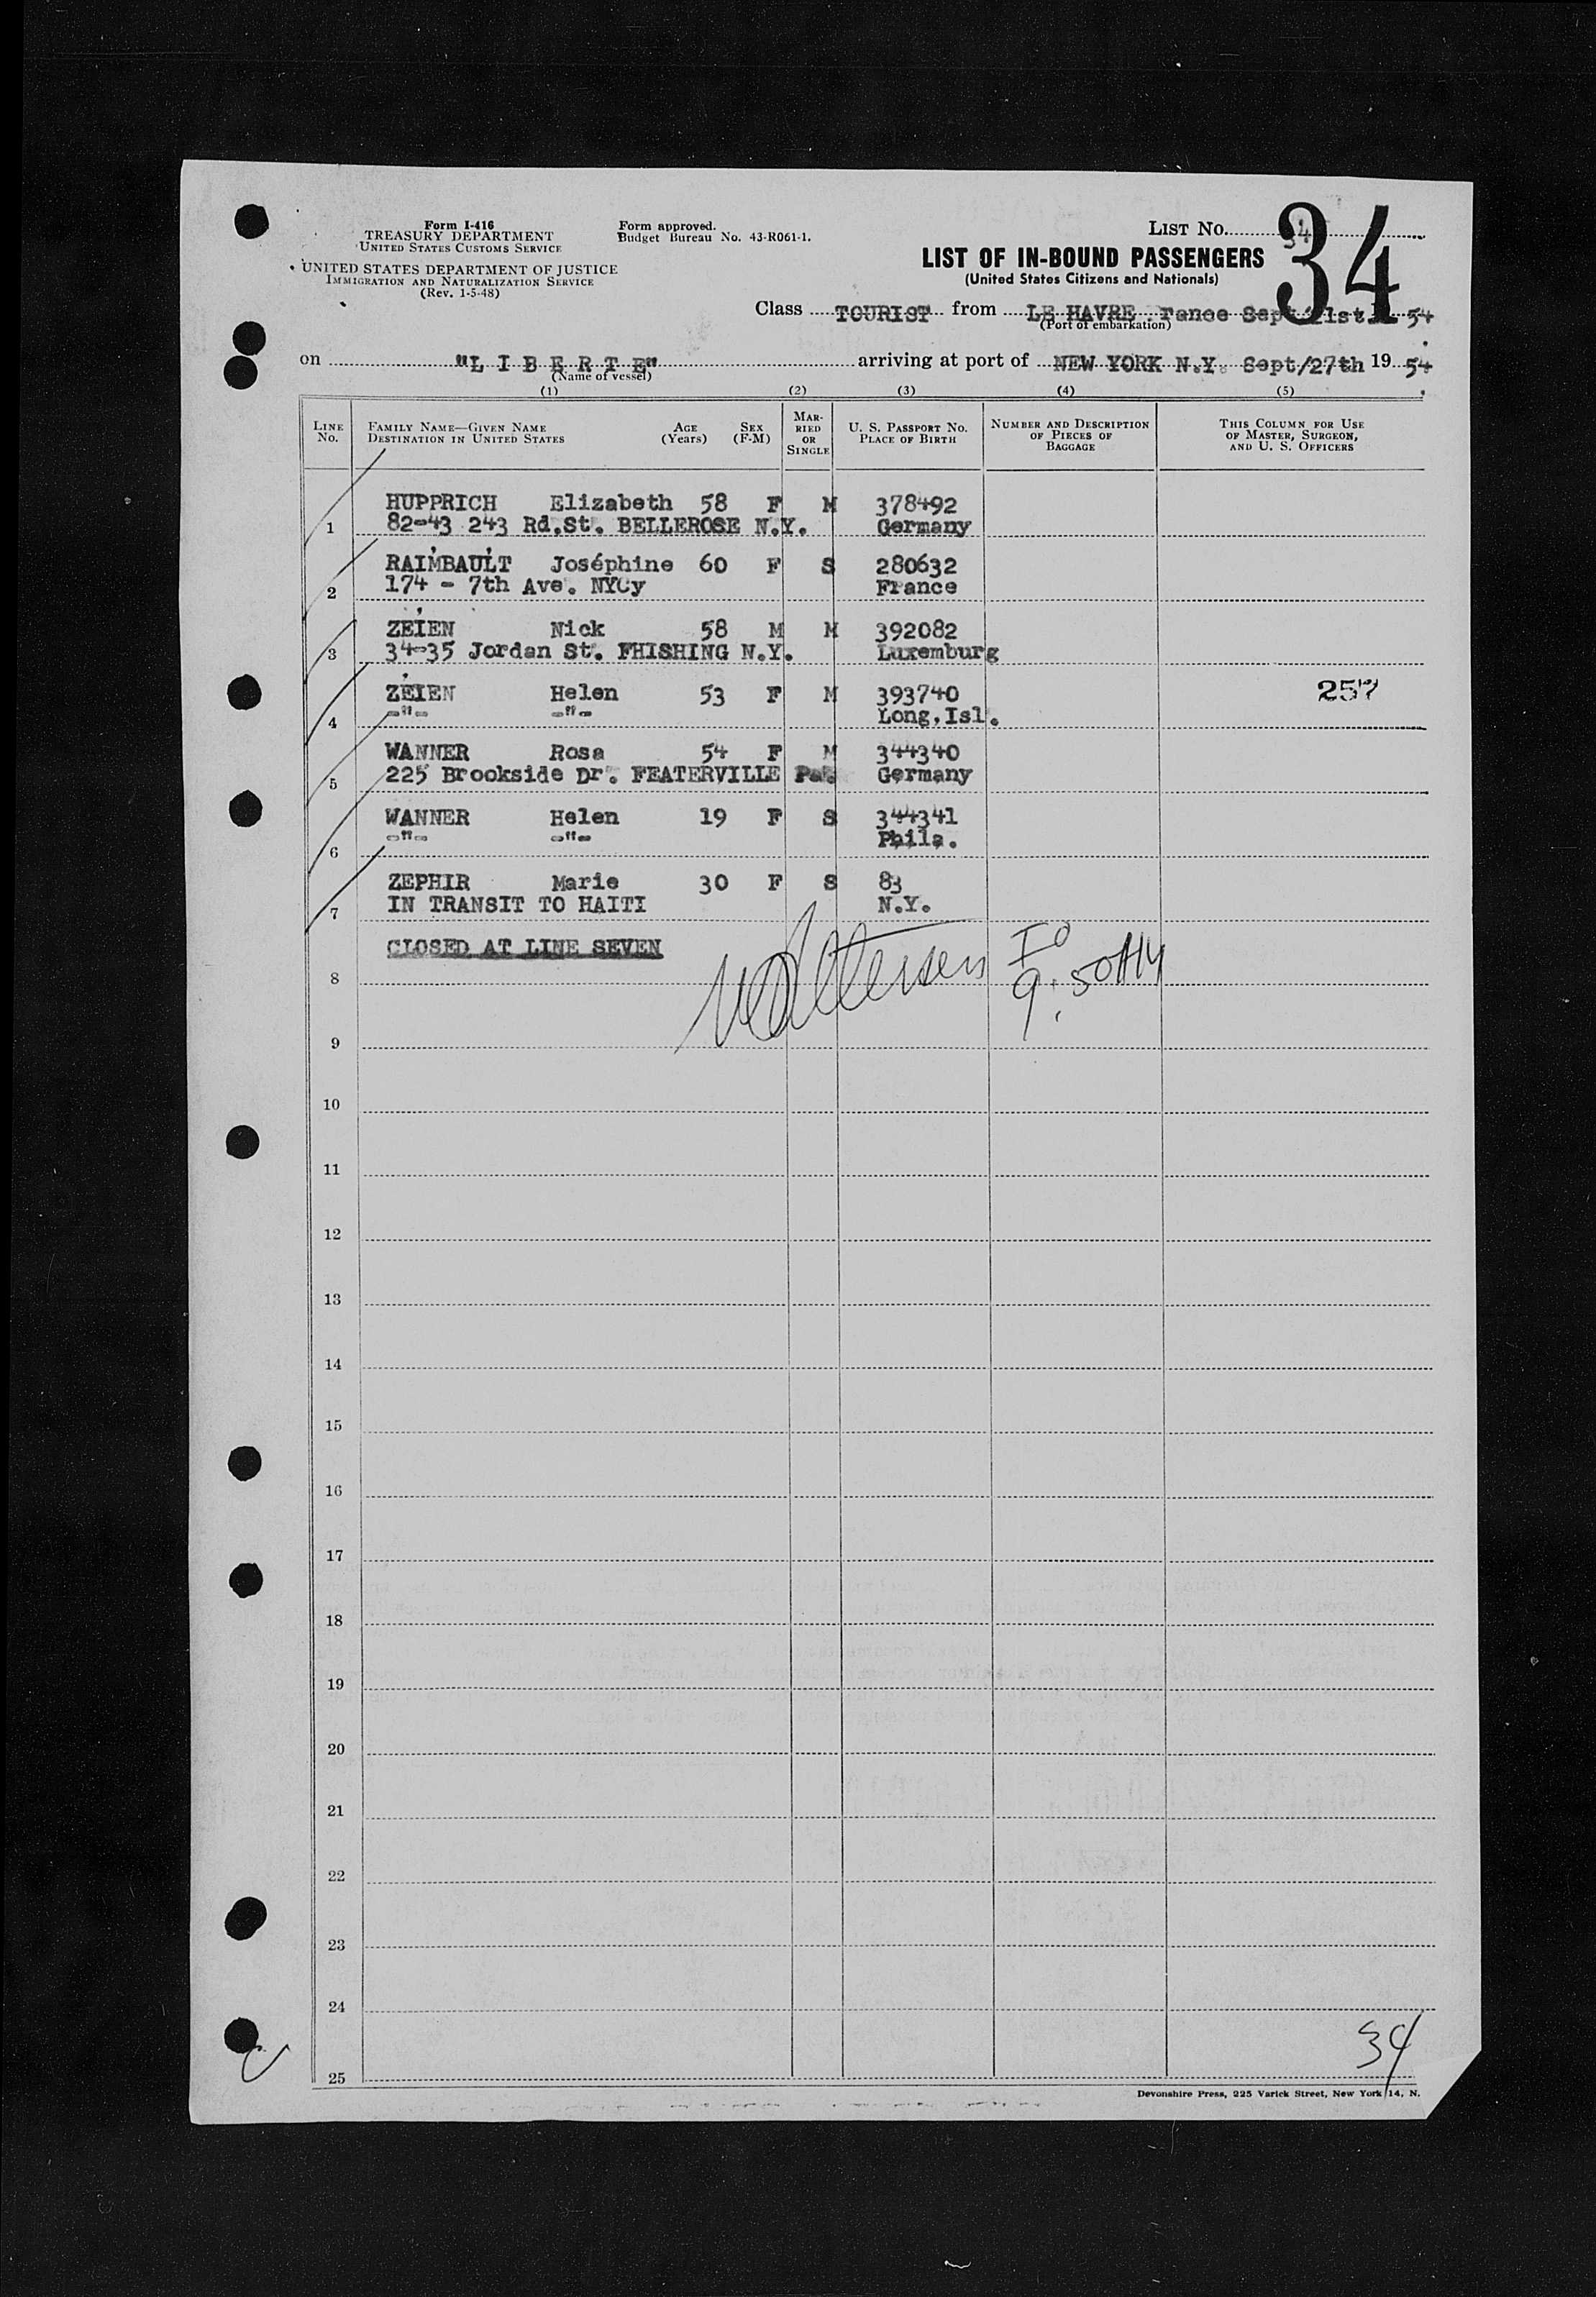 Form I-416
TREASURY DEPARTMENT
UNITED STATES CUSTOMS SERVICE
UNITED STATES DEPARTMENT OF JUSTICE
IMMIGRATION AND NATURALIZATION SERVICE
(Rev. 1-5-48)
Form approved.
Budget Bureau No. 43-R061-1.
LIST NO. 34
34
LIST OF IN-BOUND PASSENGERS
(United States Citizens and Nationals)
Class TOURIST from LE HAVRE rance Sept 21st 54
(Port of embarkation)
on "L I B E R T E" arriving at port of NEW YORK N.Y. Sept/27th 19 54
(Name of vessel)
(1) (2) (3) (4) (5)
LINE NO. FAMILY NAME—GIVEN NAME DESTINATION IN UNITED STATES AGE (Years) SEX (F-M) MARRIED OR SINGLE U. S. PASSPORT NO. PLACE OF BIRTH NUMBER AND DESCRIPTION OF PIECES OF BAGGAGE THIS COLUMN FOR USE OF MASTER, SURGEON, AND U. S. OFFICERS
HUPPRICH Elizabeth 58 F M 378492
1 82-43 243 Rd.St. BELLEROSE N.Y. Germany
RAIMBAULT Joséphine 60 F S 280632
2 174 - 7th Ave. NYCy France
ZEIEN Nick 58 M M 392082
3 34-35 Jordan St. FHISHING N.Y. Luxemburg
ZEIEN Helen 53 F M 393740 257
4 -"- -"- Long,Isl.
WANNER Rosa 54 F M 344340
5 225 Brookside Dr. FEATERVILLE Pa. Germany
WANNER Helen 19 F S 344341
6 -"- -"- Phila.
ZEPHIR Marie 30 F S 83
7 IN TRANSIT TO HAITI N.Y.
CLOSED AT LINE SEVEN
8
9:50AM
9
10
11
12
13
14
15
16
17
18
19
20
21
22
23
24
34
25
Devonshire Press, 225 Varick Street, New York 14, N.